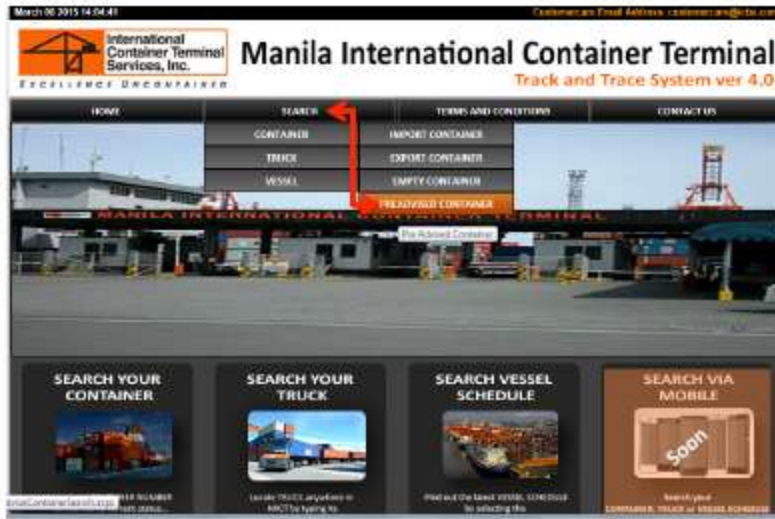 March 06 2015 14:04:41
Customercare Email Address: customercare@ictsi.com
International
Container Terminal
Services, Inc.
EXCELLENCE UNCONTAINED
Manila International Container Terminal
Track and Trace System ver 4.0
HOME SEARCH TERMS AND CONDITIONS CONTACT US
CONTAINER IMPORT CONTAINER
TRUCK EXPORT CONTAINER
VESSEL EMPTY CONTAINER
PREADVISED CONTAINER
MANILA INTERNATIONAL CONTAINER TERMINAL
Pre Advised Container
SEARCH YOUR
CONTAINER
SEARCH YOUR
TRUCK
SEARCH VESSEL
SCHEDULE
SEARCH VIA
MOBILE
Soon
NUMBER
status...
Locate TRUCK anywhere in
MICT by typing its
Find out the latest VESSEL SCHEDULE
by selecting the
Search your
CONTAINER, TRUCK or VESSEL SCHEDULE